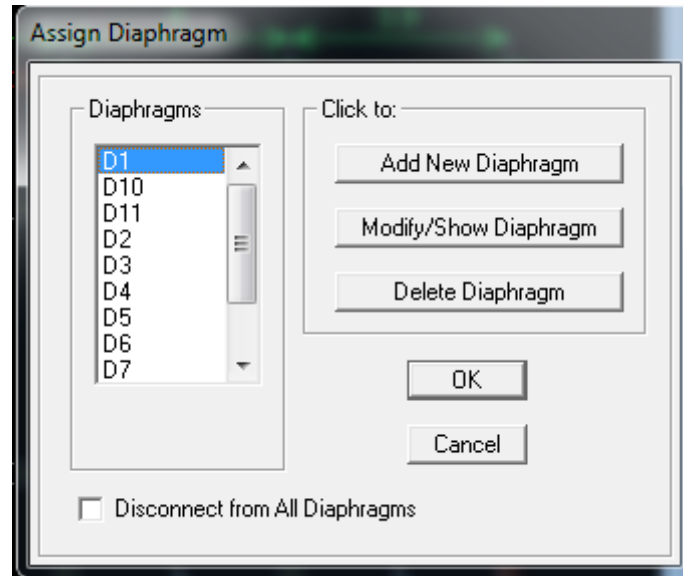 Assign Diaphragm
Diaphragms
D1
D10
D11
D2
D3
D4
D5
D6
D7
Click to:
Add New Diaphragm
Modify/Show Diaphragm
Delete Diaphragm
OK
Cancel
Disconnect from All Diaphragms